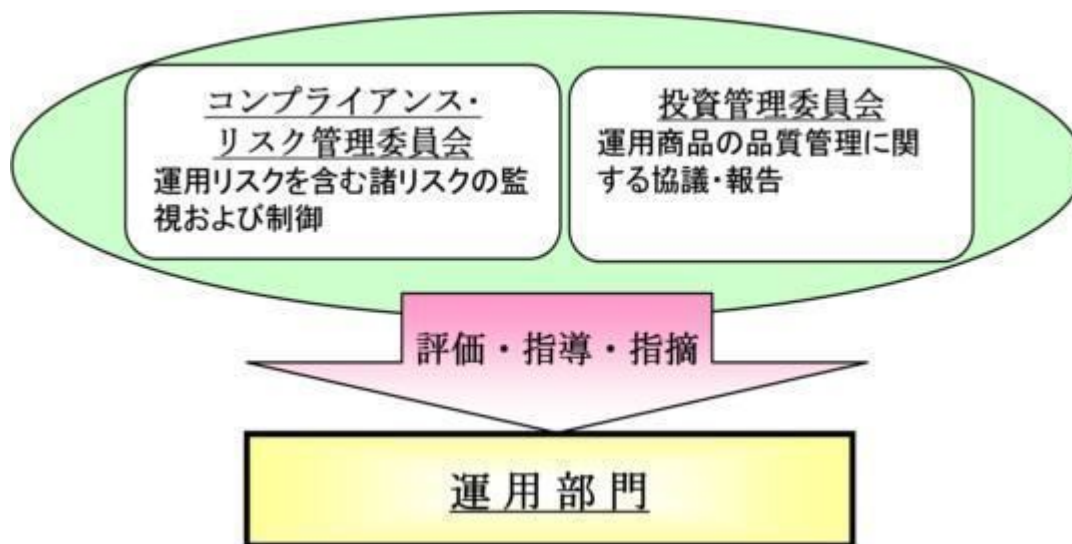 コンプライアンス・
リスク管理委員会
運用リスクを含む諸リスクの監
視および制御
投資管理委員会
運用商品の品質管理に関
する協議・報告
評価・指導・指摘
運用部門